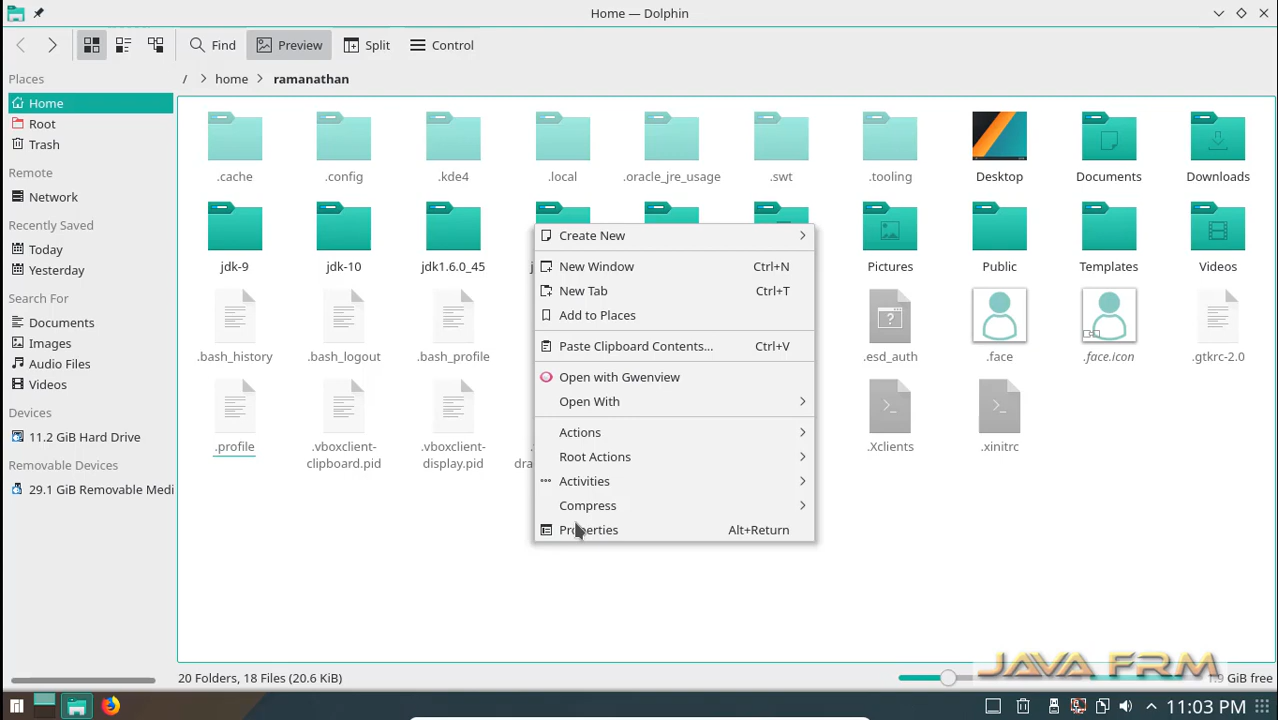 Home — Dolphin
Find
Preview
Split
Control
Places
/ > home > ramanathan
Home
Root
Trash
Remote
Network
Recently Saved
Today
Yesterday
Search For
Documents
Images
Audio Files
Videos
Devices
11.2 GiB Hard Drive
Removable Devices
29.1 GiB Removable Medi
.cache
.config
.kde4
.local
.oracle_jre_usage
.swt
.tooling
Desktop
Documents
Downloads
jdk-9
jdk-10
jdk1.6.0_45
Pictures
Public
Templates
Videos
.bash_history
.bash_logout
.bash_profile
.esd_auth
.face
.face.icon
.gtkrc-2.0
.profile
.vboxclient-
clipboard.pid
.vboxclient-
display.pid
.Xclients
.xinitrc
Create New
New Window Ctrl+N
New Tab Ctrl+T
Add to Places
Paste Clipboard Contents... Ctrl+V
Open with Gwenview
Open With
Actions
Root Actions
Activities
Compress
Properties Alt+Return
20 Folders, 18 Files (20.6 KiB)
JAVA FRM
GiB free
11:03 PM